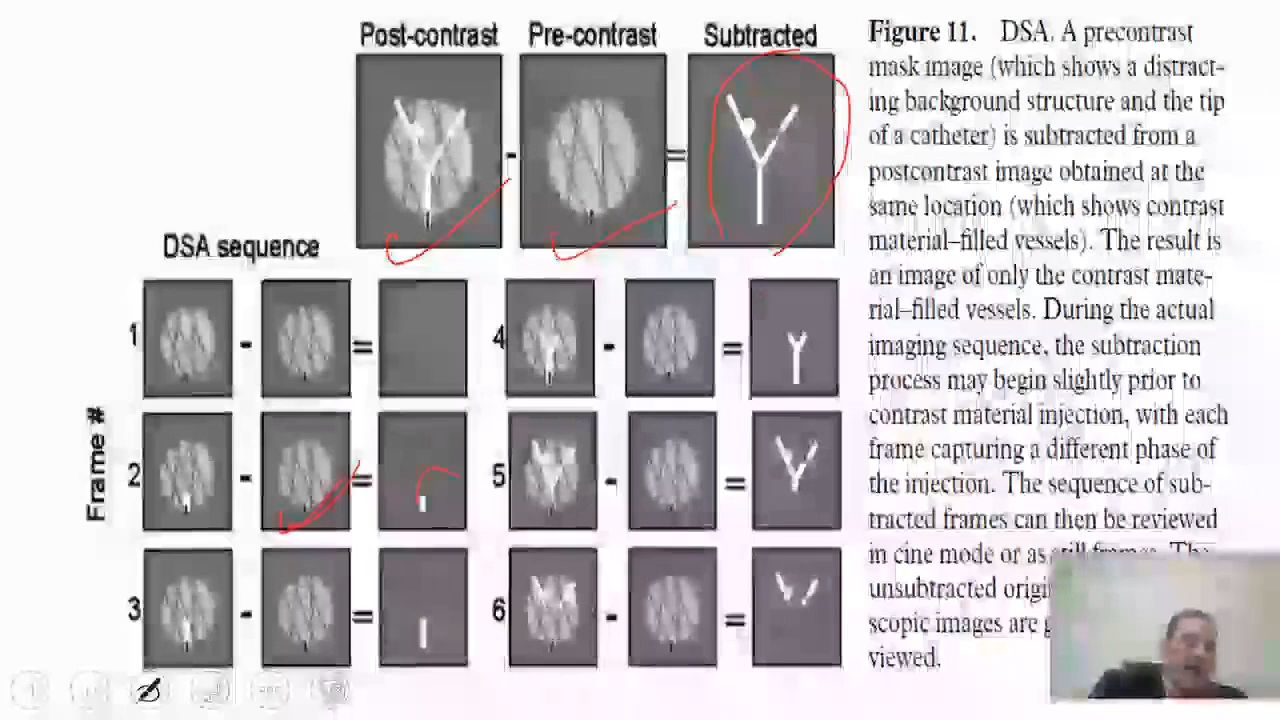 Post-contrast Pre-contrast Subtracted
- =
DSA sequence
1 - = 4 - =
Frame #
2 - = 5 - =
3 - = 6 - =
Figure 11. DSA. A precontrast
mask image (which shows a distract-
ing background structure and the tip
of a catheter) is subtracted from a
postcontrast image obtained at the
same location (which shows contrast
material–filled vessels). The result is
an image of only the contrast mate-
rial–filled vessels. During the actual
imaging sequence, the subtraction
process may begin slightly prior to
contrast material injection, with each
frame capturing a different phase of
the injection. The sequence of sub-
tracted frames can then be reviewed
in cine mode or as still frames. The
unsubtracted
scopic images are
viewed.